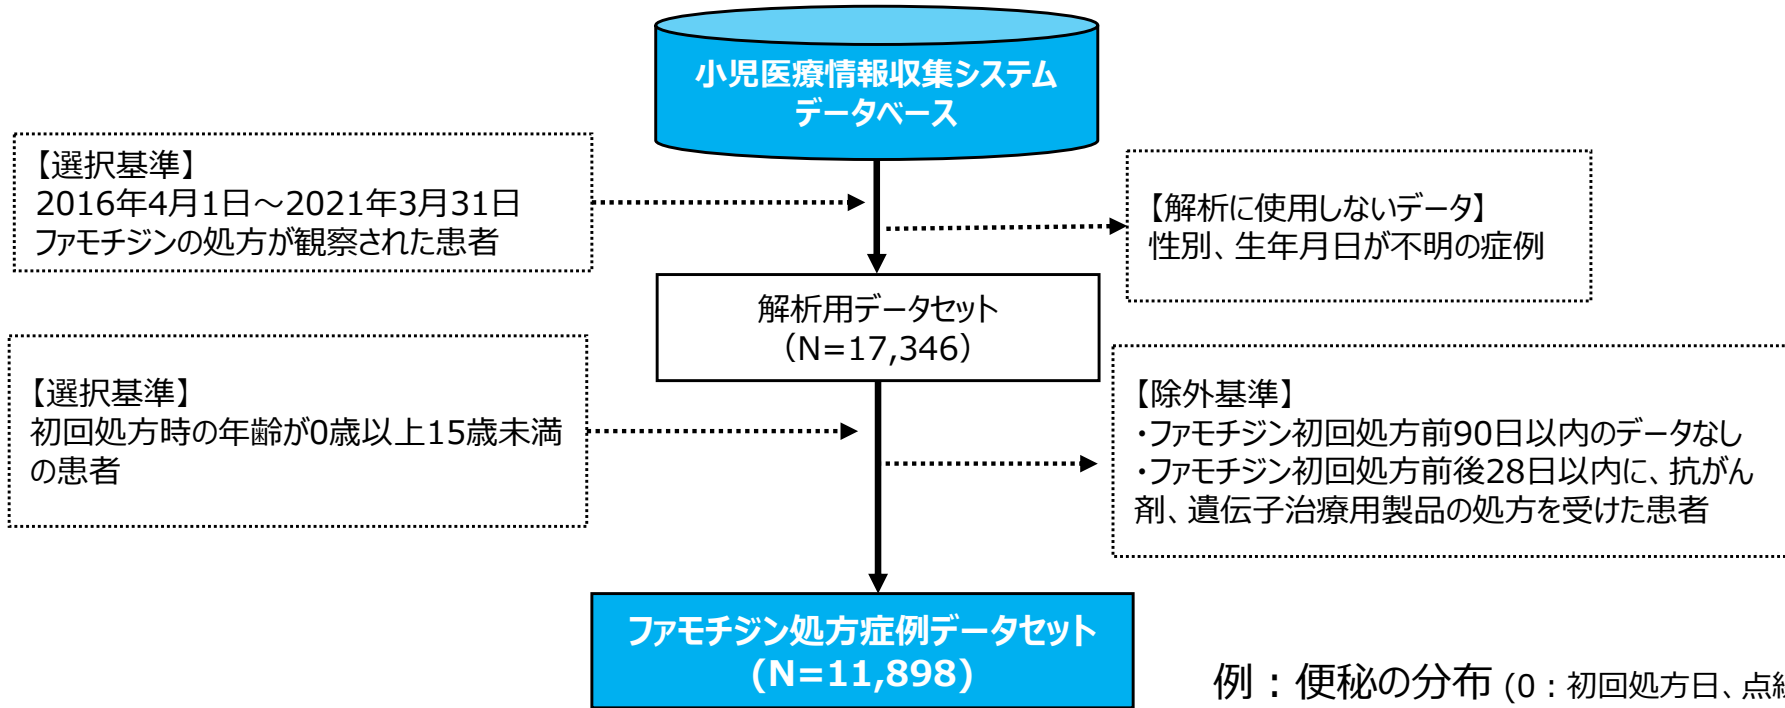 小児医療情報収集システム
データベース
【選択基準】
2016年4月1日～2021年3月31日
ファモチジンの処方が観察された患者
【解析に使用しないデータ】
性別、生年月日が不明の症例
解析用データセット
（N=17,346）
【選択基準】
初回処方時の年齢が0歳以上15歳未満
の患者
【除外基準】
・ファモチジン初回処方前90日以内のデータなし
・ファモチジン初回処方前後28日以内に、抗がん
剤、遺伝子治療用製品の処方を受けた患者
ファモチジン処方症例データセット
(N=11,898)
例：便秘の分布 (0：初回処方日、点線